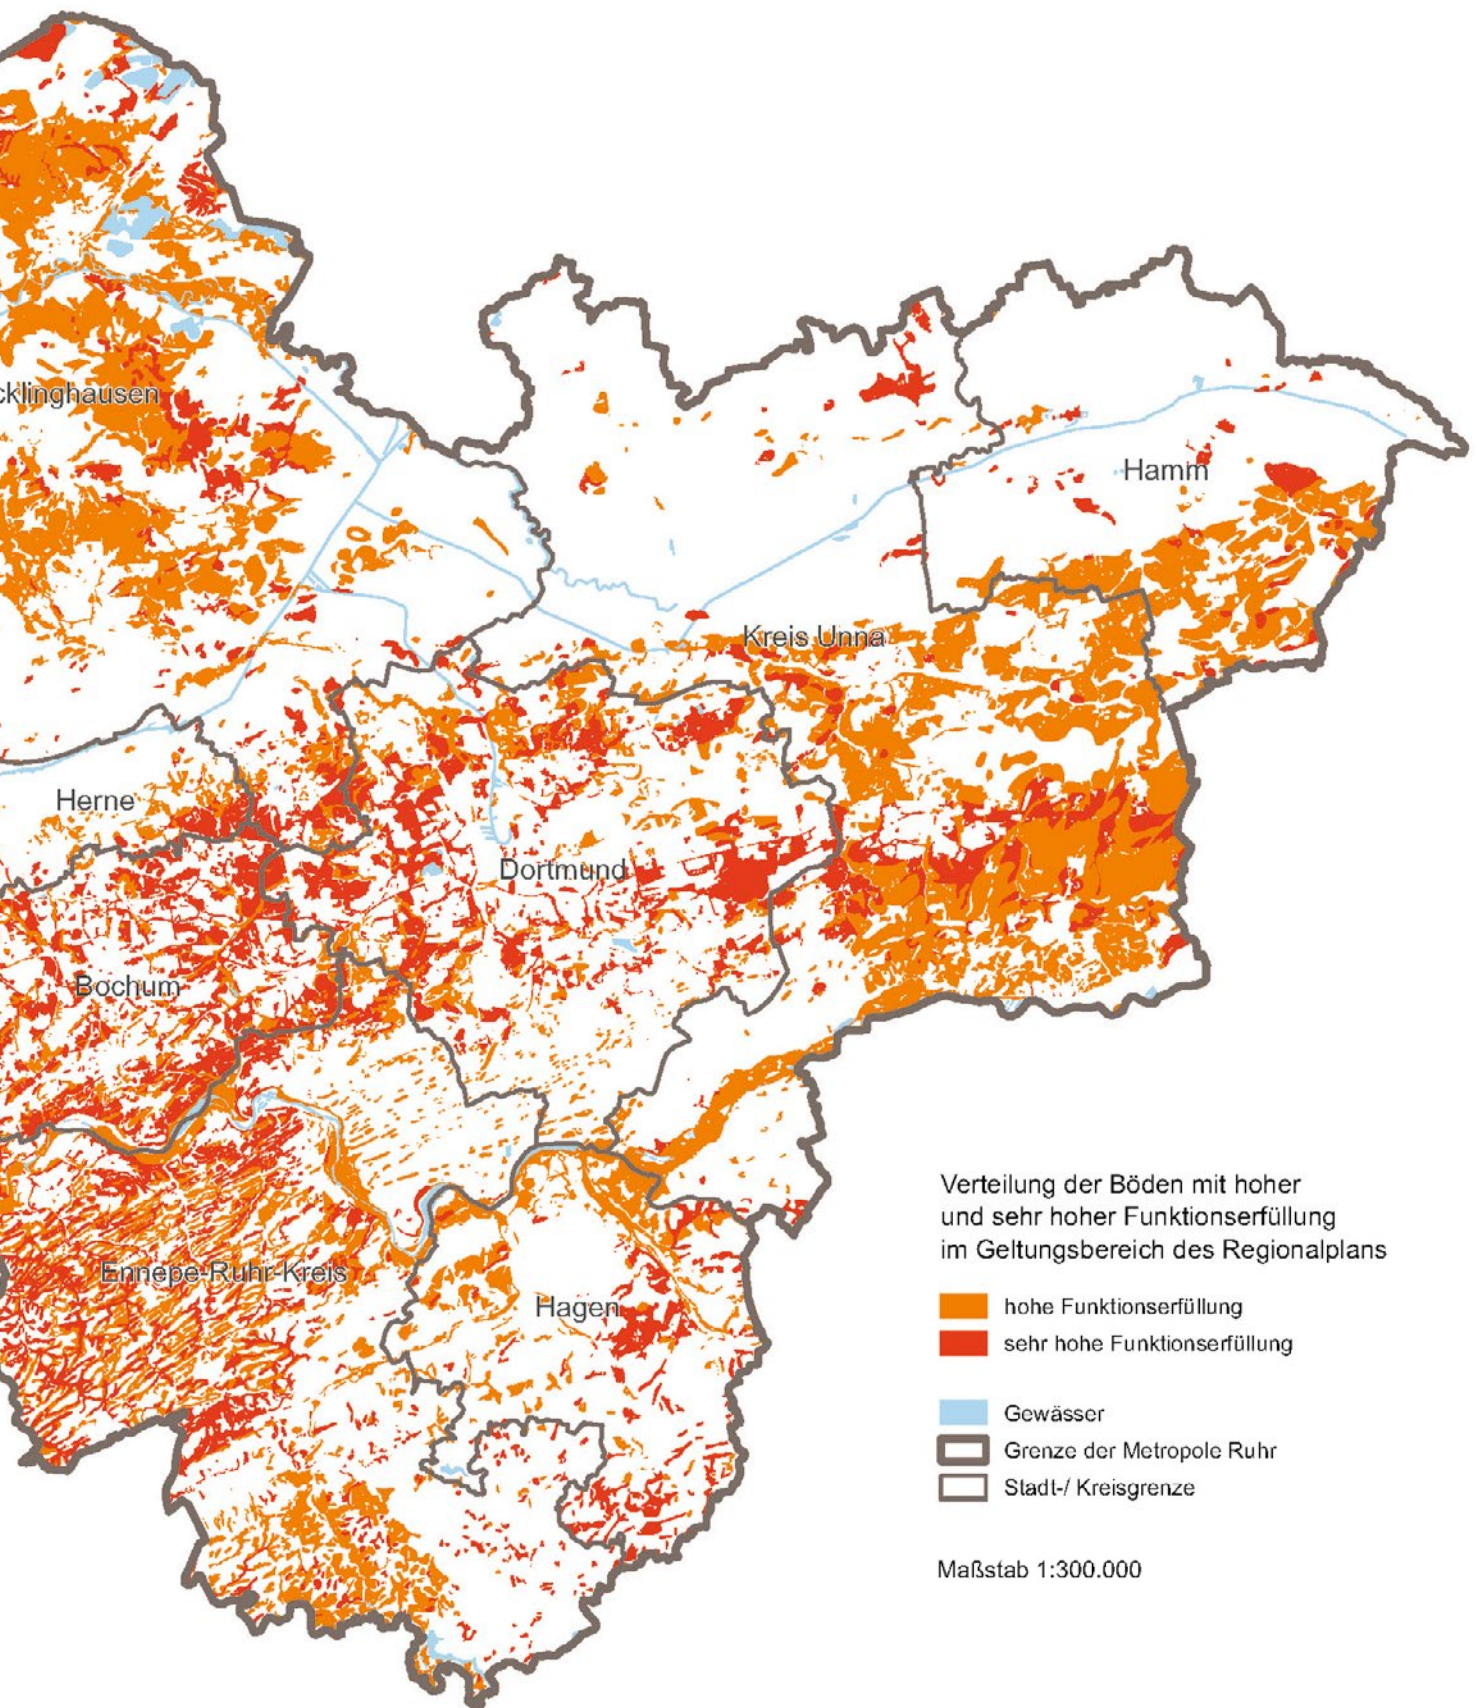 cklinghausen
Hamm
Kreis Unna
Herne
Dortmund
Bochum
Ennepe-Ruhr-Kreis
Hagen
Verteilung der Böden mit hoher
und sehr hoher Funktionserfüllung
im Geltungsbereich des Regionalplans
hohe Funktionserfüllung
sehr hohe Funktionserfüllung
Gewässer
Grenze der Metropole Ruhr
Stadt-/ Kreisgrenze
Maßstab 1:300.000